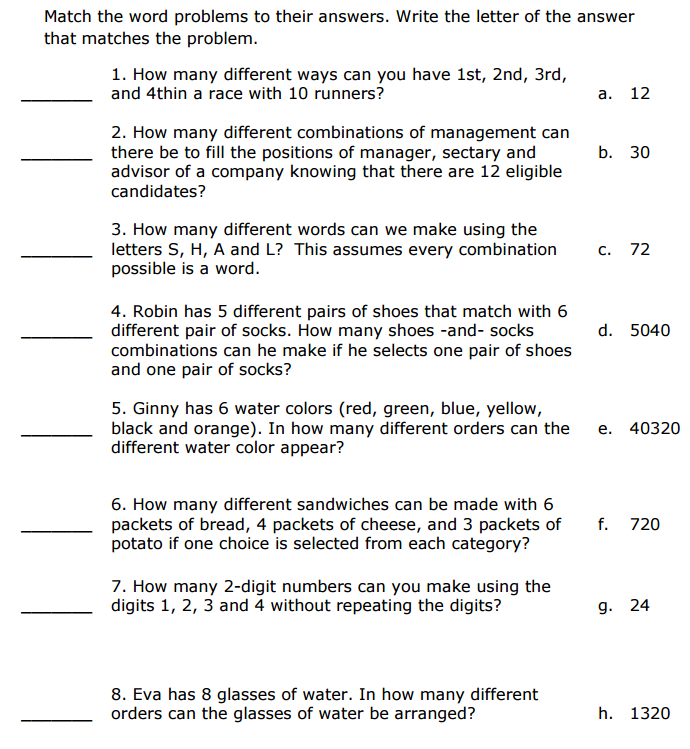 Match the word problems to their answers. Write the letter of the answer
that matches the problem.
1. How many different ways can you have 1st, 2nd, 3rd,
and 4thin a race with 10 runners?
a. 12
2. How many different combinations of management can
there be to fill the positions of manager, sectary and
b. 30
advisor of a company knowing that there are 12 eligible
candidates?
3. How many different words can we make using the
letters S, H, A and L? This assumes every combination
c. 72
possible is a word.
4. Robin has 5 different pairs of shoes that match with 6
different pair of socks. How many shoes -and- socks
d. 5040
combinations can he make if he selects one pair of shoes
and one pair of socks?
5. Ginny has 6 water colors (red, green, blue, yellow,
black and orange). In how many different orders can the
e. 40320
different water color appear?
6. How many different sandwiches can be made with 6
packets of bread, 4 packets of cheese, and 3 packets of
f. 720
potato if one choice is selected from each category?
7. How many 2-digit numbers can you make using the
digits 1, 2, 3 and 4 without repeating the digits?
g. 24
8. Eva has 8 glasses of water. In how many different
orders can the glasses of water be arranged?
h. 1320